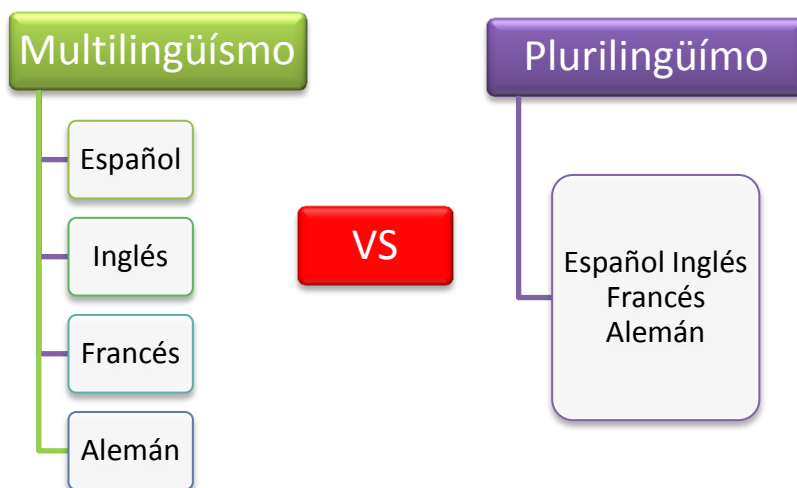 Multilingüísmo
Español
Inglés
Francés
Alemán
VS
Plurilingüímo
Español Inglés
Francés
Alemán